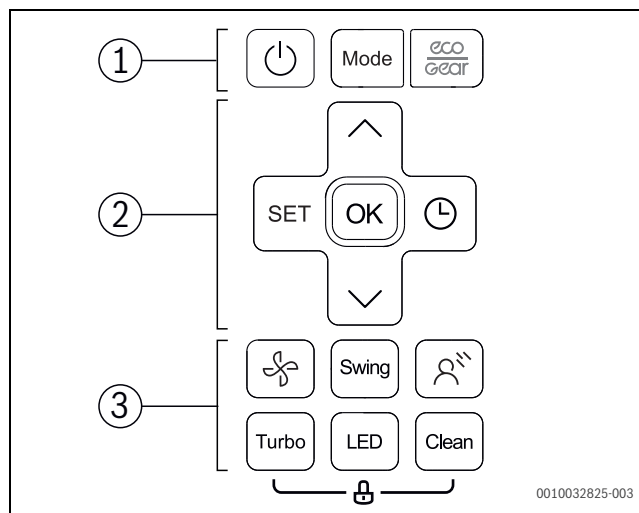 1
Mode
eco
Gear
2
SET
OK
3
Swing
Turbo
LED
Clean
0010032825-003